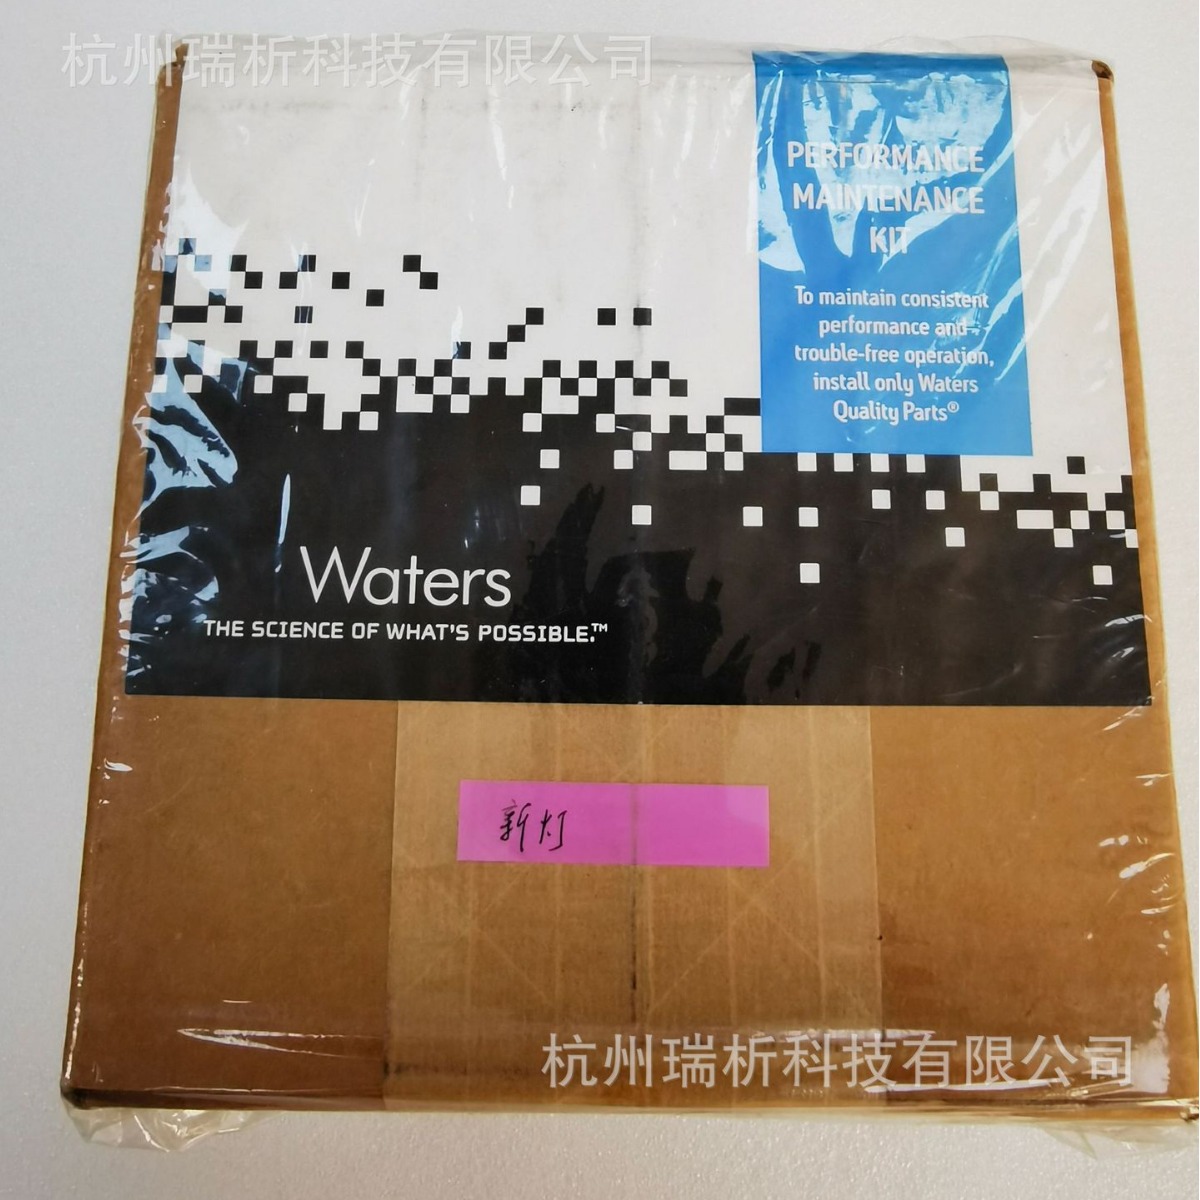 杭州瑞析科技有限公司
PERFORMANCE
MAINTENANCE
KIT
To maintain consistent
performance and
trouble-free operation,
install only Waters
Quality Parts®
Waters
THE SCIENCE OF WHAT'S POSSIBLE.™
新灯
杭州瑞析科技有限公司